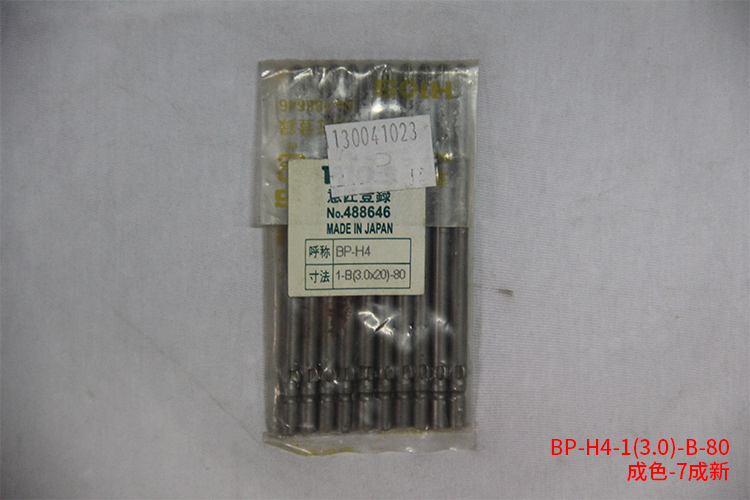 130041023
意匠登録
No.488646
MADE IN JAPAN
呼称 BP-H4
寸法 1-B(3.0x20)-80
BP-H4-1(3.0)-B-80
成色-7成新